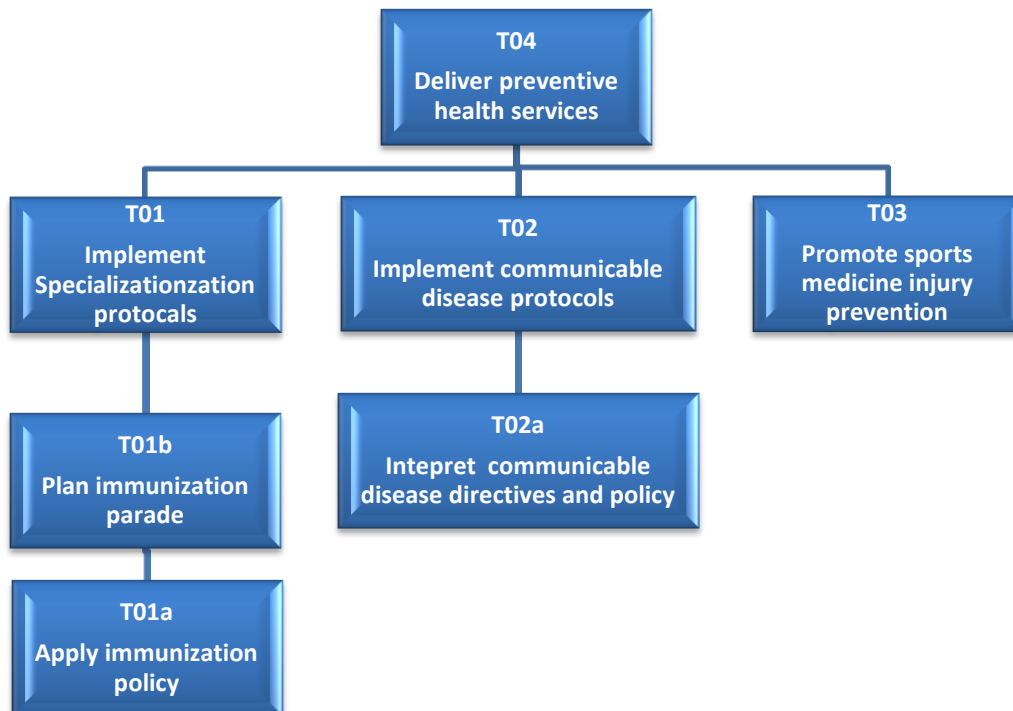 T04
Deliver preventive
health services
T01
Implement
Specializationzation
protocals
T02
Implement communicable
disease protocols
T03
Promote sports
medicine injury
prevention
T01b
Plan immunization
parade
T02a
Intepret  communicable
disease directives and policy
T01a
Apply immunization
policy